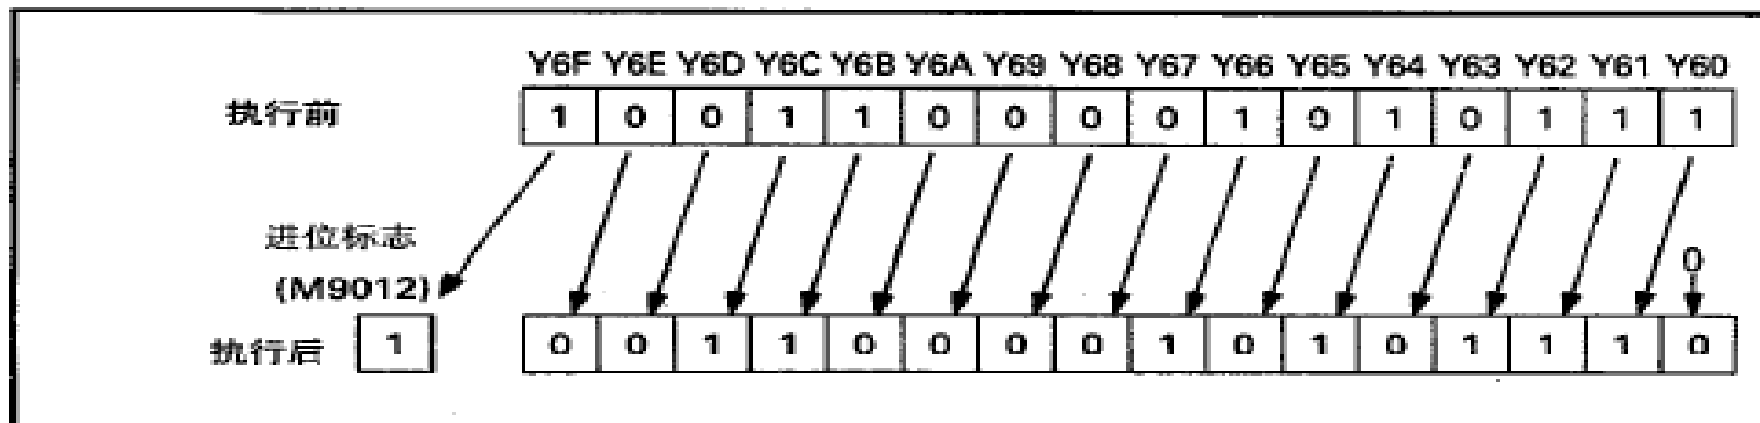 Y6F Y6E Y6D Y6C Y6B Y6A Y69 Y68 Y67 Y66 Y65 Y64 Y63 Y62 Y61 Y60
执行前 1 0 0 1 1 0 0 0 0 1 0 1 0 1 1 1
进位标志
(M9012) 0
执行后 1 0 0 1 1 0 0 0 0 1 0 1 0 1 1 1 0